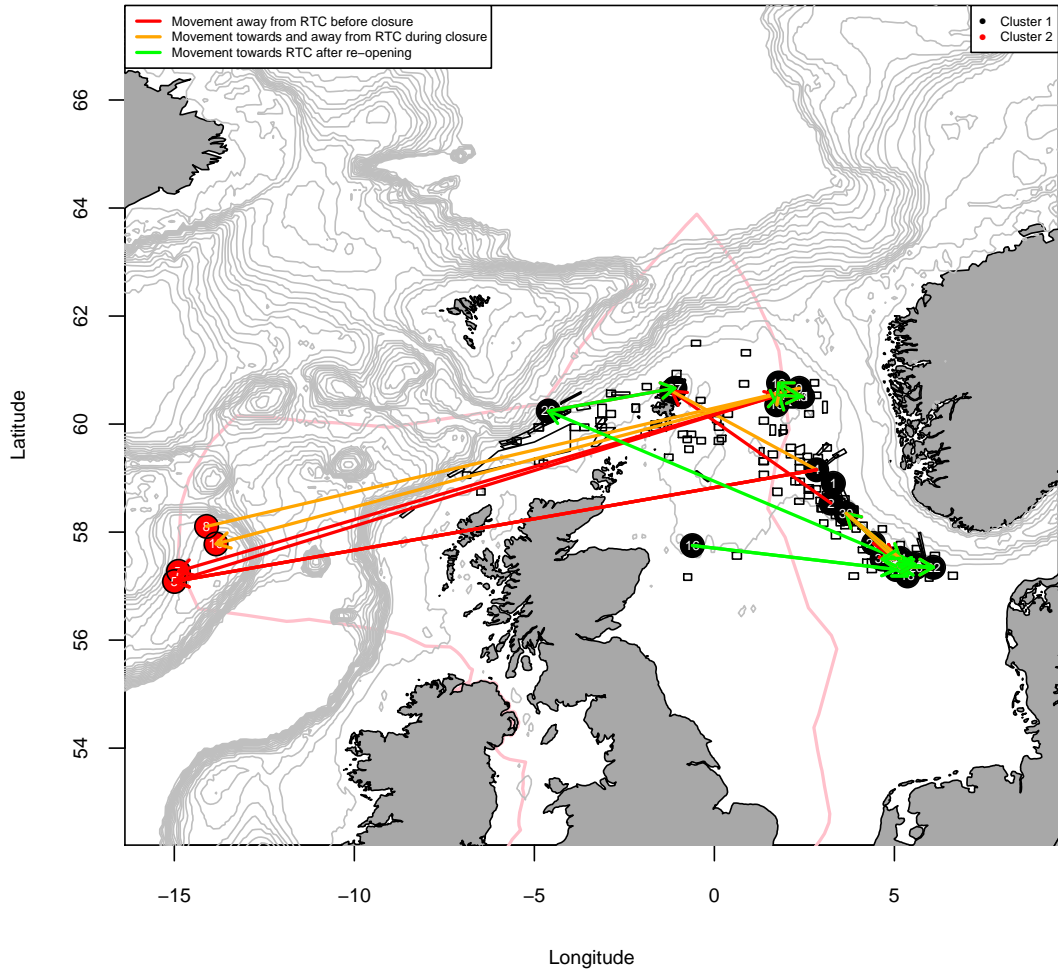 Movement away from RTC before closure
Movement towards and away from RTC during closure
Movement towards RTC after re-opening
Cluster 1
Cluster 2
66
64
62
60
58
56
54
Latitude
8
1
2
16
−15
−10
−5
0
5
Longitude